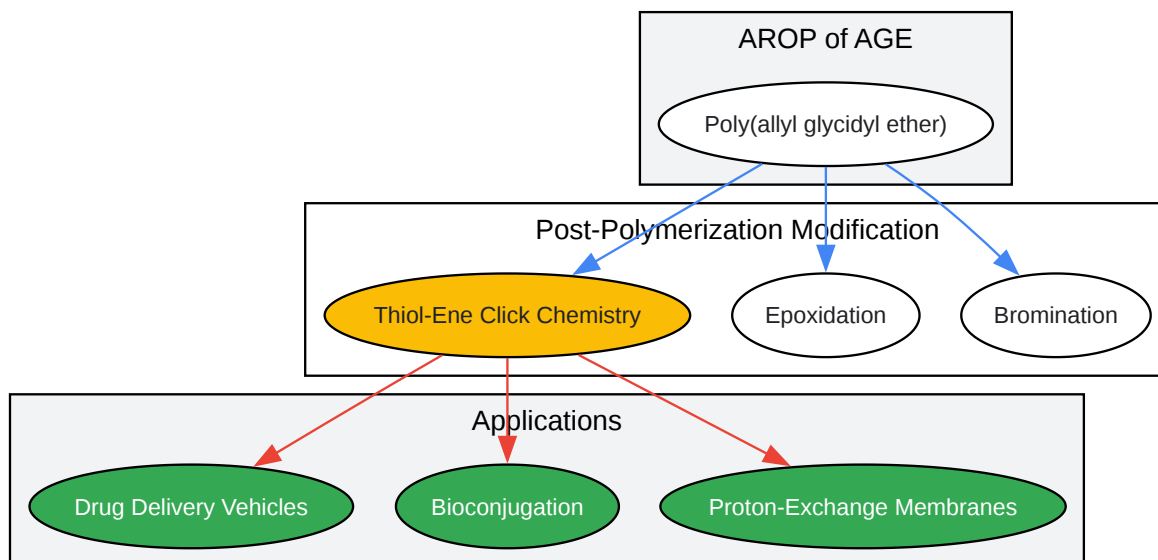 AROP of AGE
Poly(allyl glycidyl ether)
Post-Polymerization Modification
Thiol-Ene Click Chemistry
Epoxidation
Bromination
Applications
Drug Delivery Vehicles
Bioconjugation
Proton-Exchange Membranes